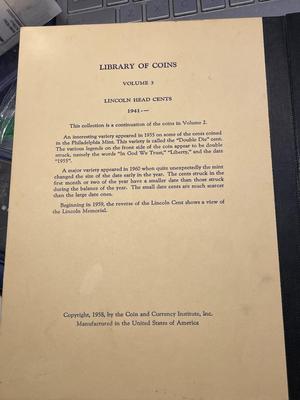 LIBRARY OF COINS
VOLUME 3
LINCOLN HEAD CENTS
1941-—
This collection is a continuation of the coins in Volume 2.
An interesting variety appeared in 1955 on some of the cents coined
in the Philadelphia Mint. This variety is called the "Double Die" cent.
The various legends on the front side of the coin appear to be double
struck, namely the words "In God We Trust," "Liberty," and the date
"1955".
A major variety appeared in 1960 when quite unexpectedly the mint
changed the size of the date early in the year. The cents struck in the
first month or two of the year have a smaller date than those struck
during the balance of the year. The small date cents are much scarcer
than the large date ones.
Beginning in 1959, the reverse of the Lincoln Cent shows a view of
the Lincoln Memorial.
Copyright, 1958, by the Coin and Currency Institute, Inc.
Manufactured in the United States of America